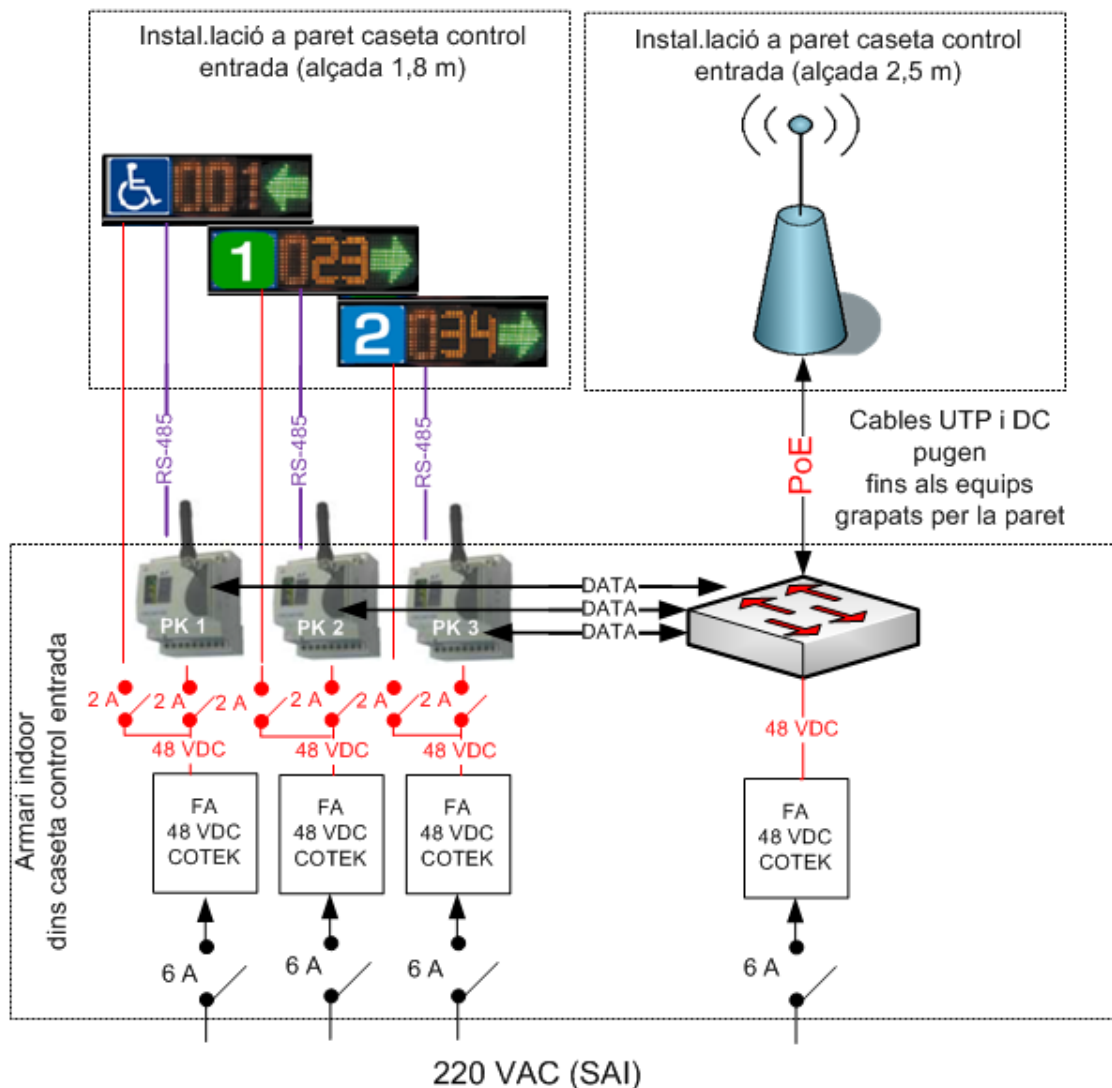 Instal.lació a paret caseta control
entrada (alçada 1,8 m)
Instal.lació a paret caseta control
entrada (alçada 2,5 m)
001
1
023
2
034
RS-485
RS-485
RS-485
PoE
Cables UTP i DC
pugen
fins als equips
grapats per la paret
Armari indoor
dins caseta control entrada
PK 1
PK 2
PK 3
DATA
DATA
DATA
2 A
2 A
2 A
2 A
2 A
2 A
48 VDC
48 VDC
48 VDC
48 VDC
FA
48 VDC
COTEK
FA
48 VDC
COTEK
FA
48 VDC
COTEK
FA
48 VDC
COTEK
6 A
6 A
6 A
6 A
220 VAC (SAI)